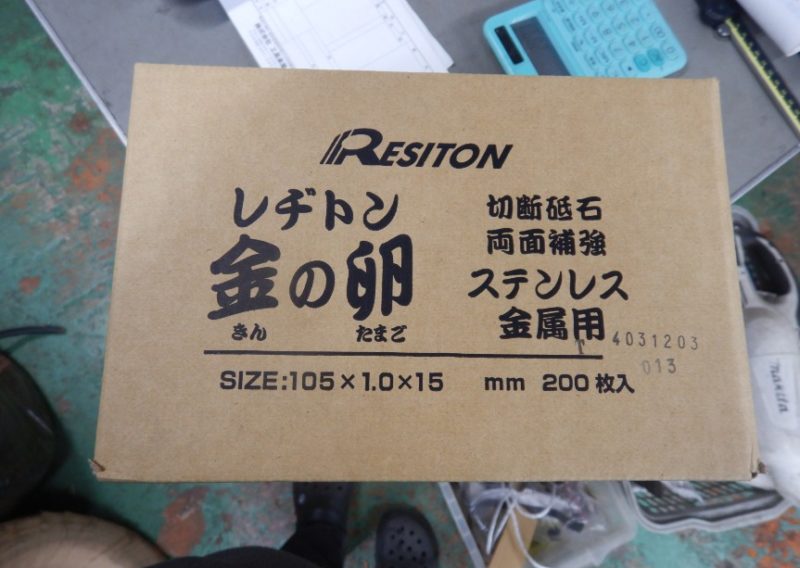 RESITON
レヂトン
金の卵
きん たまご
切断砥石
両面補強
ステンレス
金属用
SIZE:105×1.0×15 mm 200枚入
T 4031203
013
makita